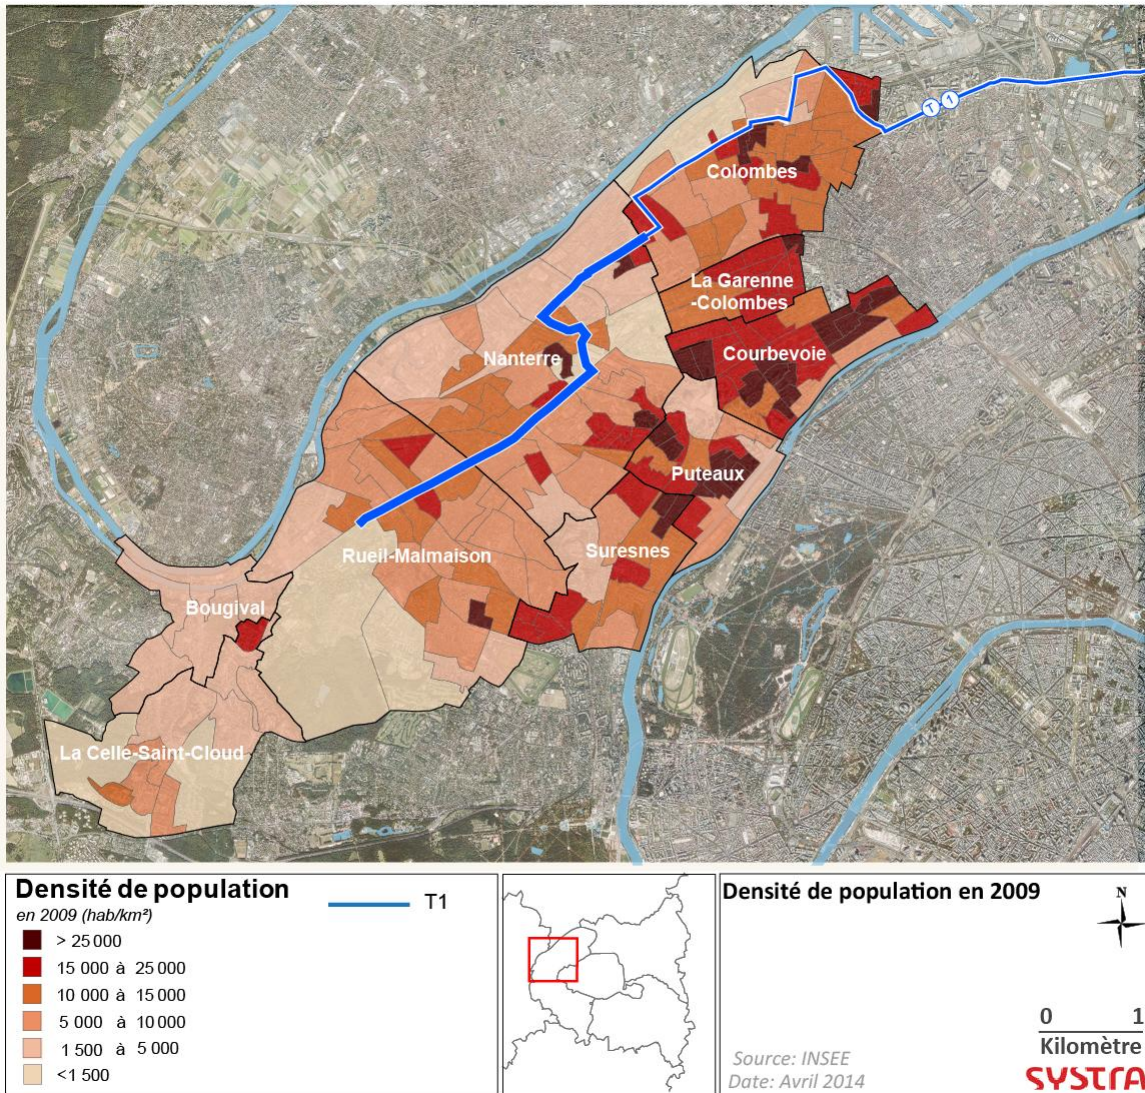 T 1
Colombes
La Garenne
-Colombes
Courbevoie
Nanterre
Puteaux
Rueil-Malmaison
Suresnes
Bougival
La Celle-Saint-Cloud
Densité de population
en 2009 (hab/km²)
> 25 000
15 000 à 25 000
10 000 à 15 000
5 000 à 10 000
1 500 à 5 000
<1 500
T1
Densité de population en 2009
N
0 1
Kilomètre
Source: INSEE
Date: Avril 2014
SYSTRA